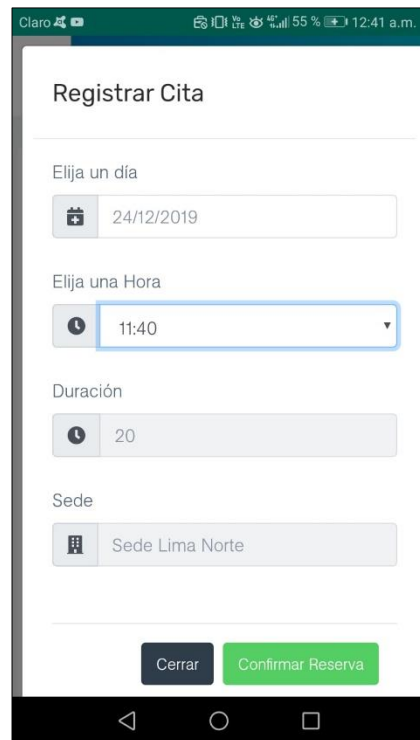 Claro 55 % 12:41 a.m.
Registrar Cita
Elija un día
24/12/2019
Elija una Hora
11:40
Duración
20
Sede
Sede Lima Norte
Cerrar Confirmar Reserva